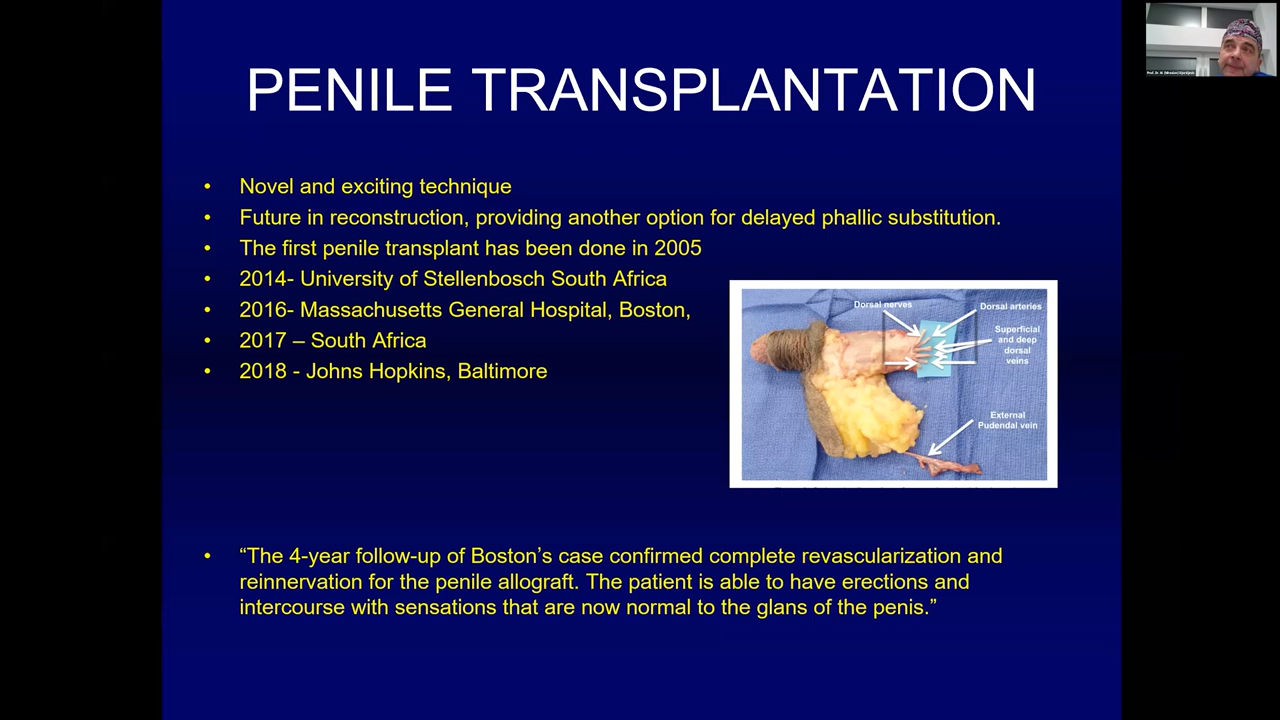 PENILE TRANSPLANTATION
• Novel and exciting technique
• Future in reconstruction, providing another option for delayed phallic substitution.
• The first penile transplant has been done in 2005
• 2014- University of Stellenbosch South Africa
• 2016- Massachusetts General Hospital, Boston,
• 2017 – South Africa
• 2018 - Johns Hopkins, Baltimore
Dorsal nerves
Dorsal arteries
Superficial
and deep
dorsal
veins
External
Pudendal vein
• “The 4-year follow-up of Boston’s case confirmed complete revascularization and
reinnervation for the penile allograft. The patient is able to have erections and
intercourse with sensations that are now normal to the glans of the penis.”